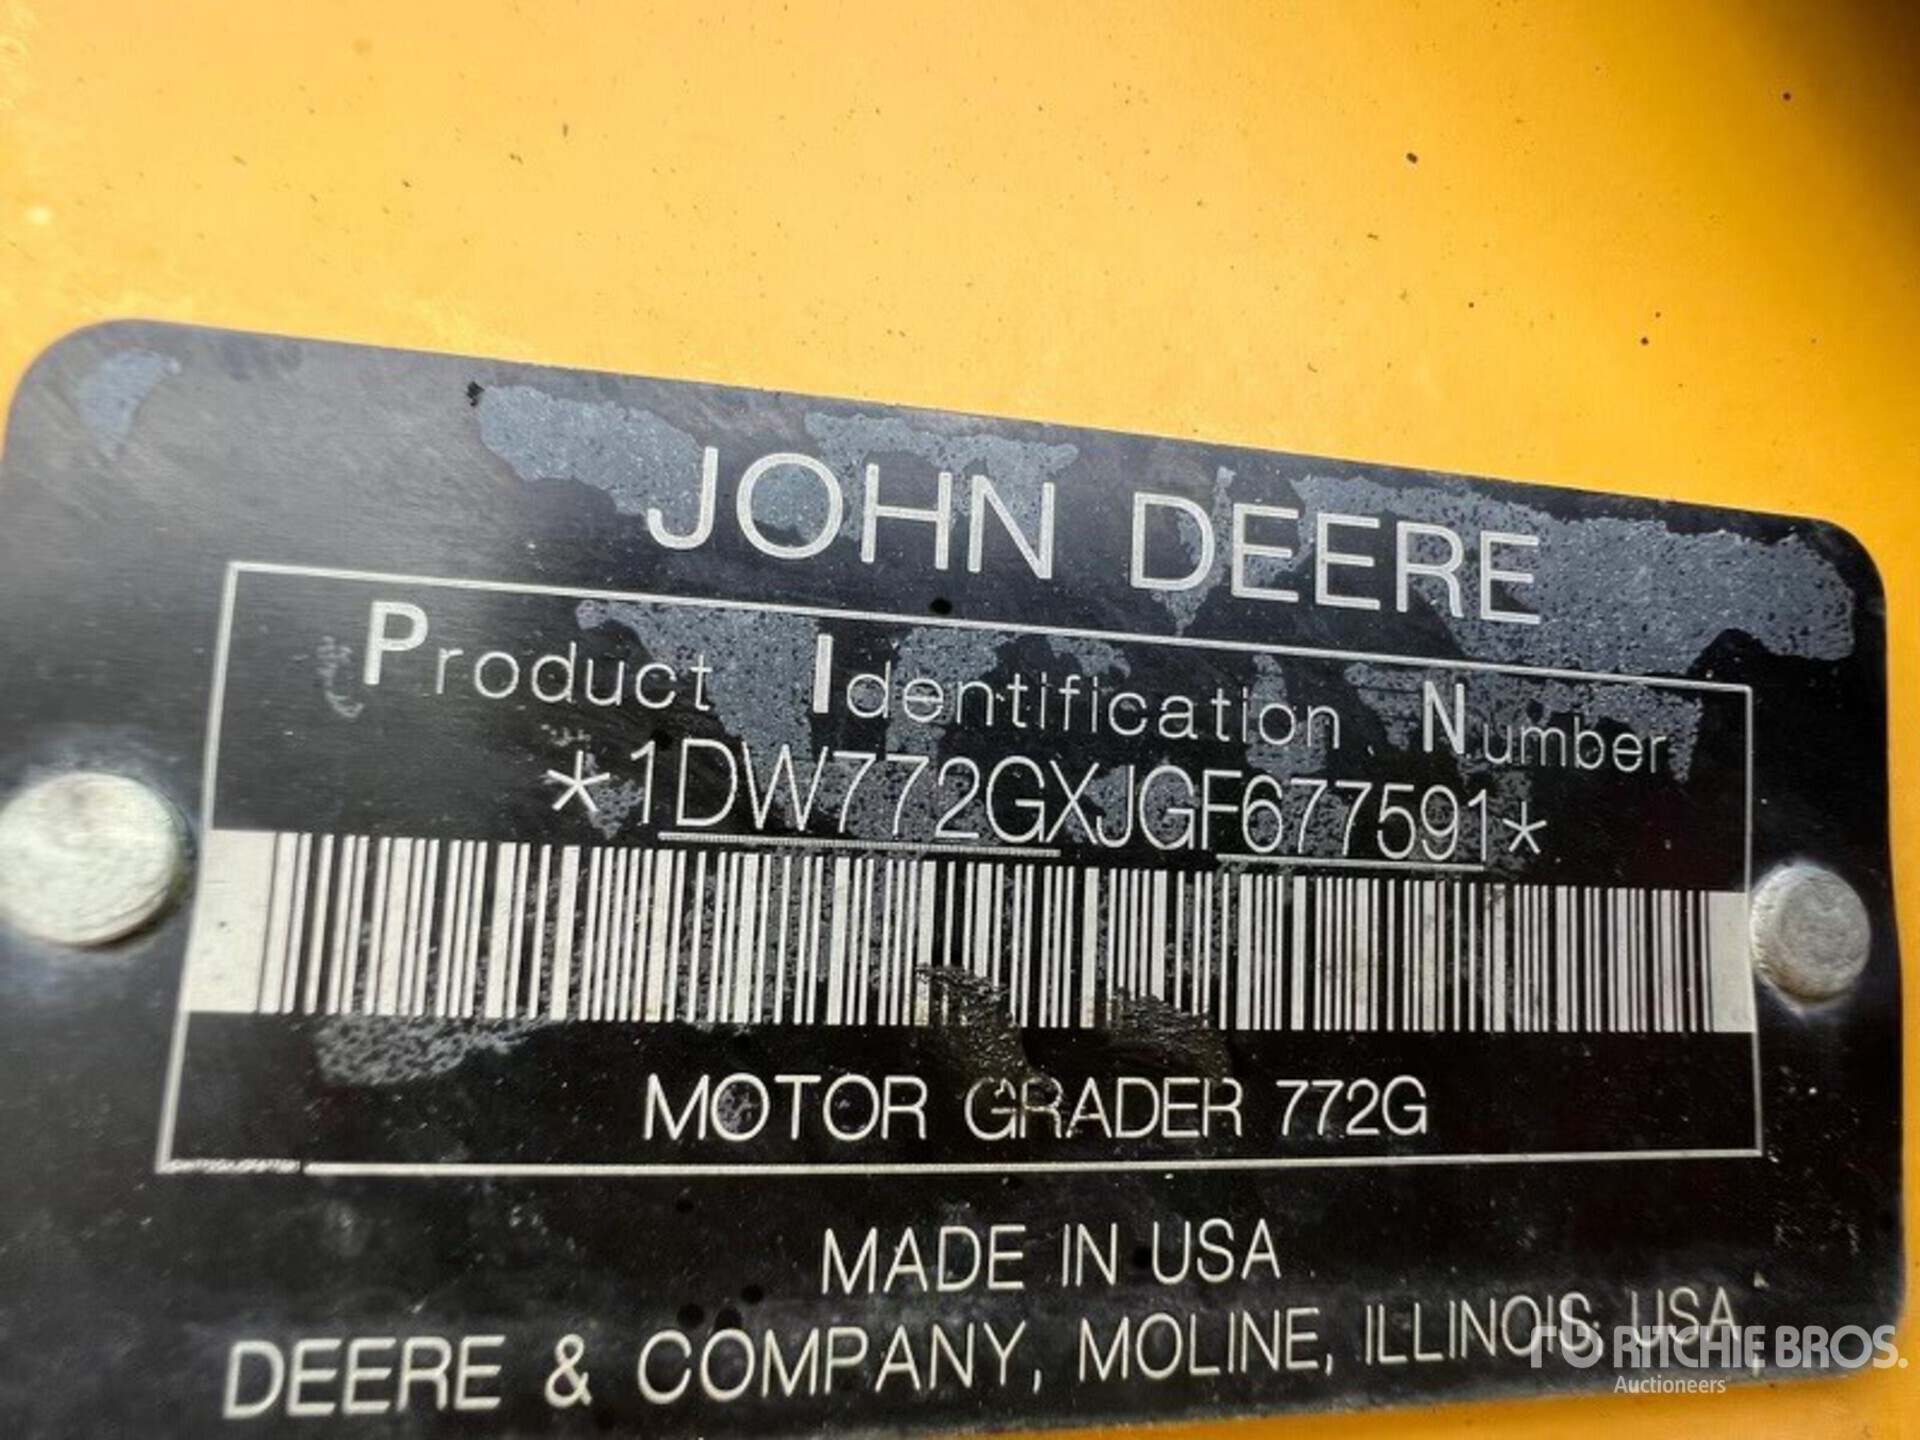 JOHN DEERE
Product Identification Number
*1DW772GXJGF677591*
MOTOR GRADER 772G
MADE IN USA
DEERE & COMPANY, MOLINE, ILLINOIS, USA
RITCHIE BROS.
Auctioneers